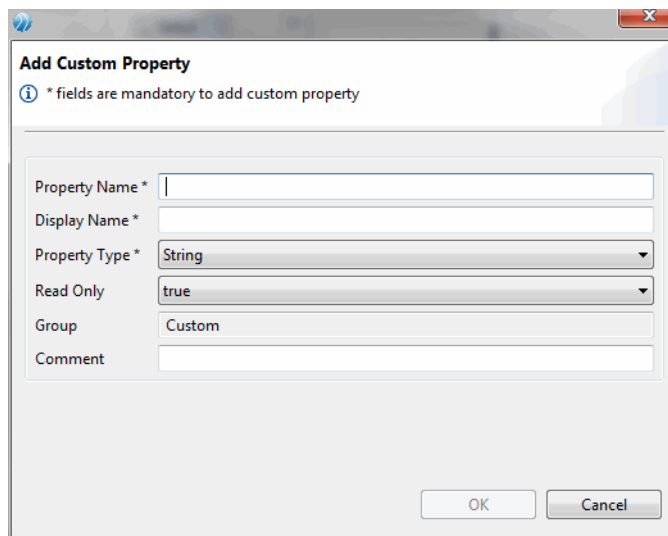 Add Custom Property
* fields are mandatory to add custom property
Property Name *
Display Name *
Property Type * String
Read Only true
Group Custom
Comment
OK Cancel